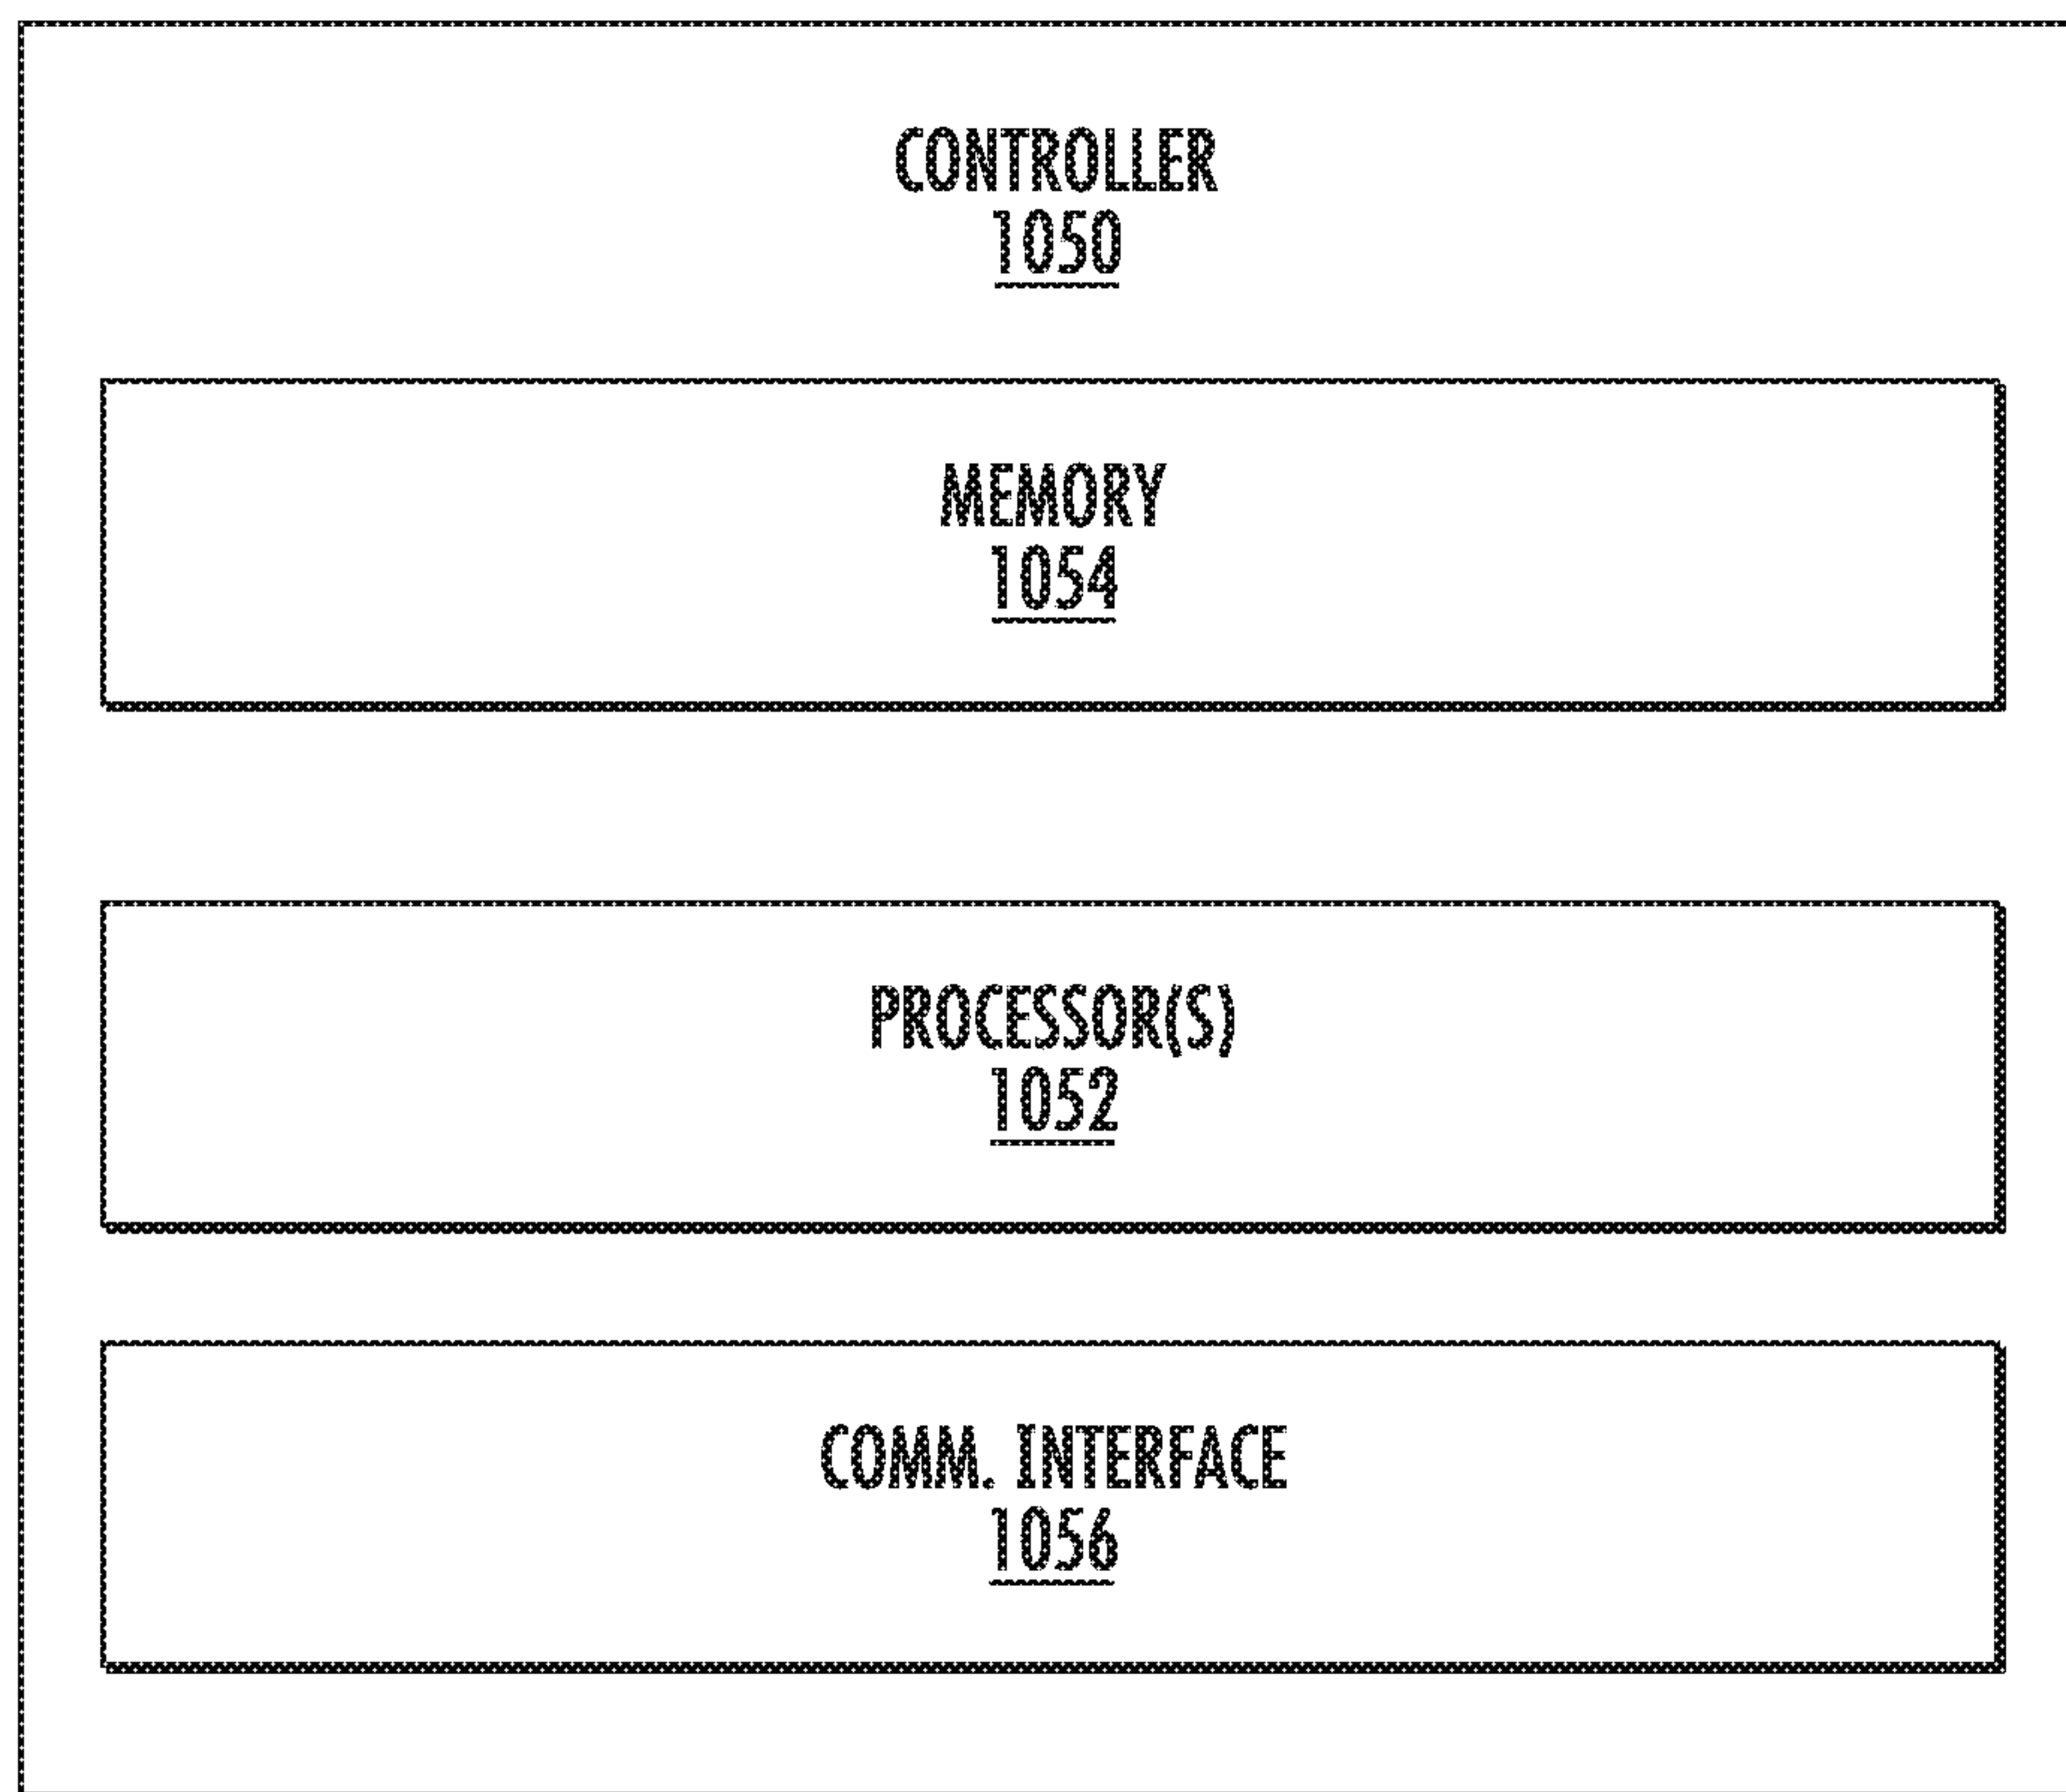 CONTROLLER
1050
MEMORY
1054
PROCESSOR(S)
1052
COMM. INTERFACE
1056